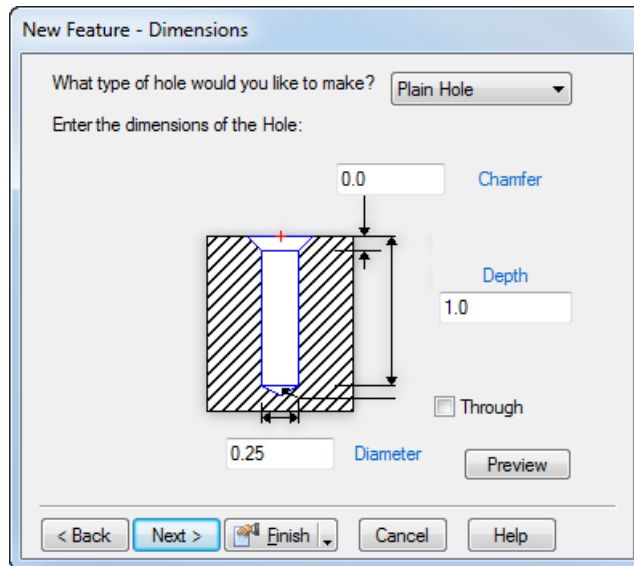 New Feature - Dimensions
What type of hole would you like to make? Plain Hole
Enter the dimensions of the Hole:
0.0 Chamfer
Depth
1.0
Through
0.25 Diameter
Preview
< Back Next > Finish Cancel Help